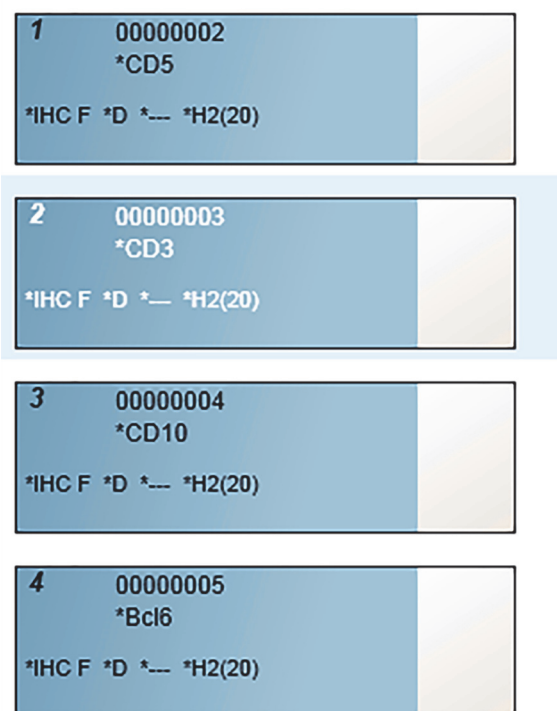 1 00000002
*CD5
*IHC F *D *--- *H2(20)
2 00000003
*CD3
*IHC F *D *--- *H2(20)
3 00000004
*CD10
*IHC F *D *--- *H2(20)
4 00000005
*Bcl6
*IHC F *D *--- *H2(20)